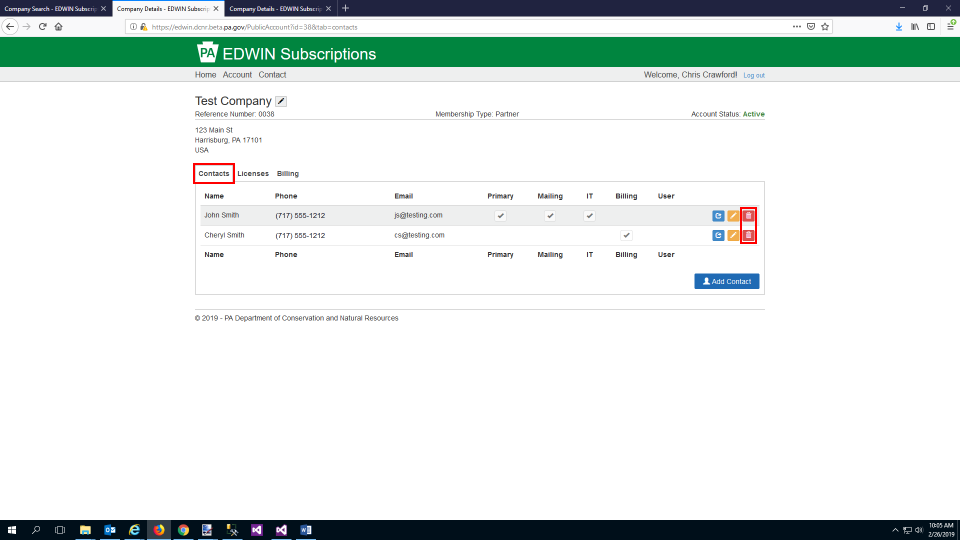 Company Search - EDWIN Subscrip
Company Details - EDWIN Subscrip
Company Details - EDWIN Subscrip
https://edwin.dcnr.beta.pa.gov/PublicAccount?id=38&tab=contacts
PA EDWIN Subscriptions
Home Account Contact
Welcome, Chris Crawford! Log out
Test Company
Reference Number: 0038 Membership Type: Partner Account Status: Active
123 Main St
Harrisburg, PA 17101
USA
Contacts Licenses Billing
Name Phone Email Primary Mailing IT Billing User
John Smith (717) 555-1212 js@testing.com
Cheryl Smith (717) 555-1212 cs@testing.com
Name Phone Email Primary Mailing IT Billing User
Add Contact
© 2019 - PA Department of Conservation and Natural Resources
10:05 AM
2/26/2019